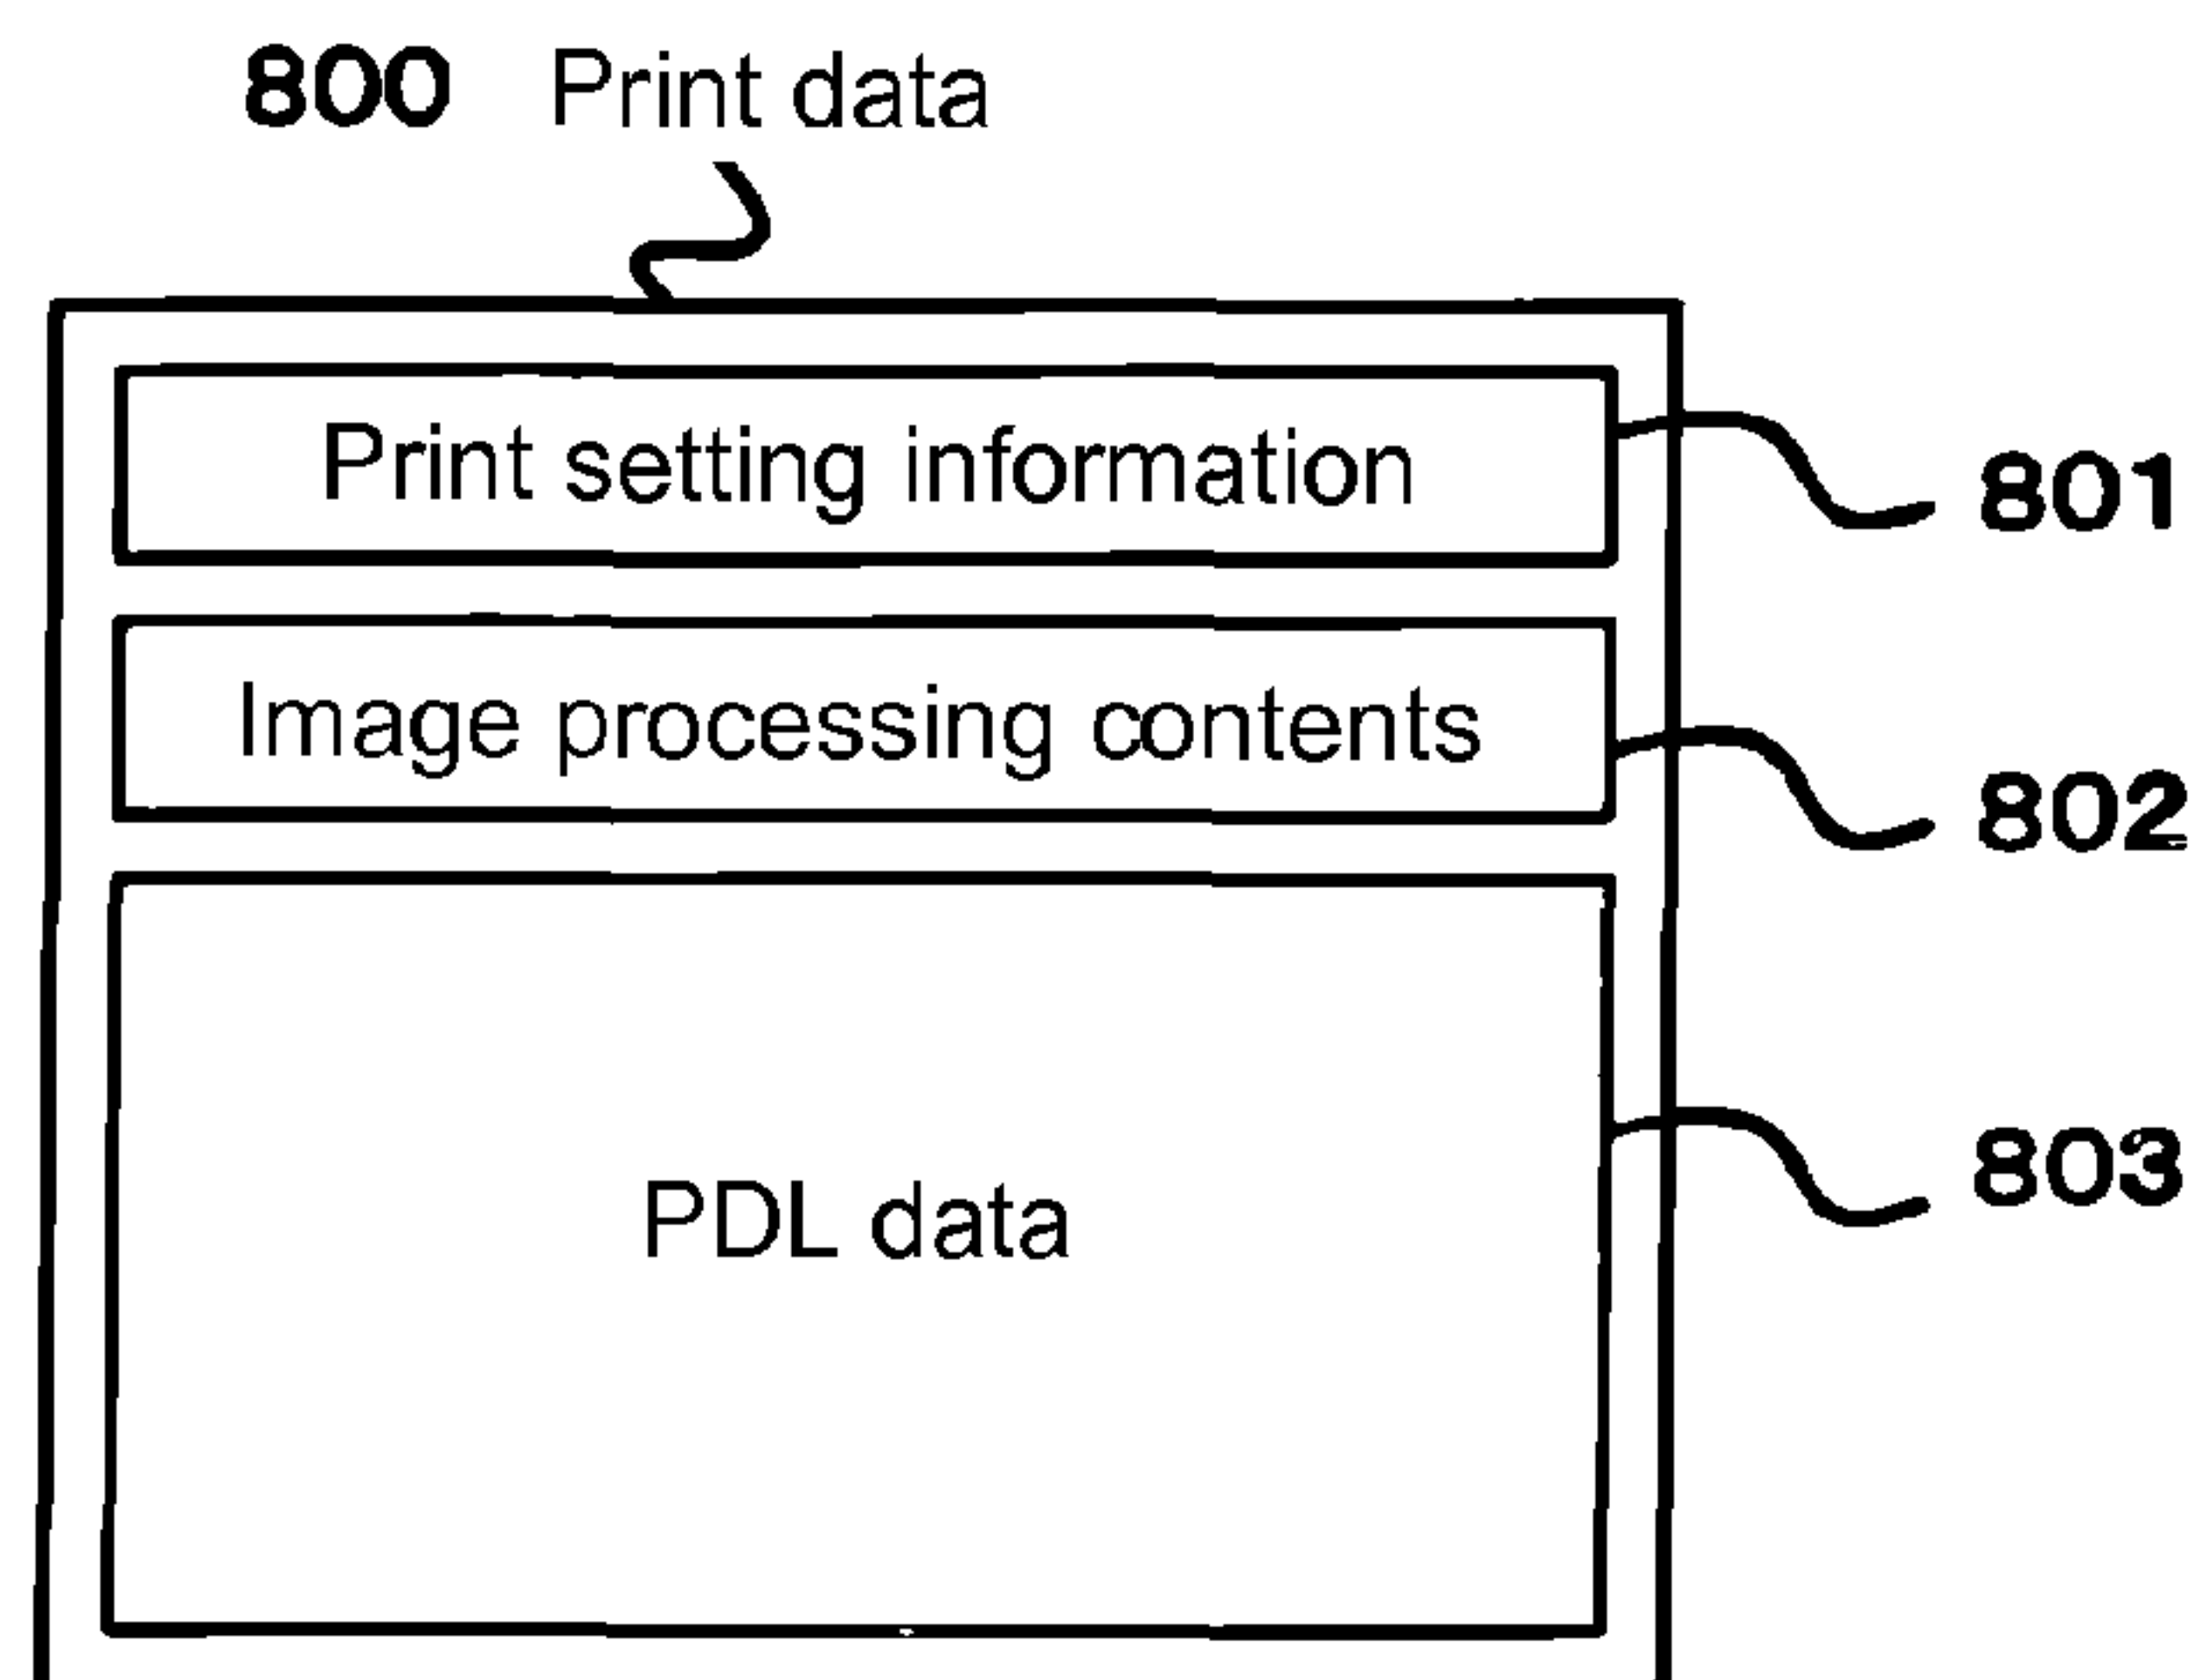 800 Print data
Print setting information
801
Image processing contents
802
PDL data
803